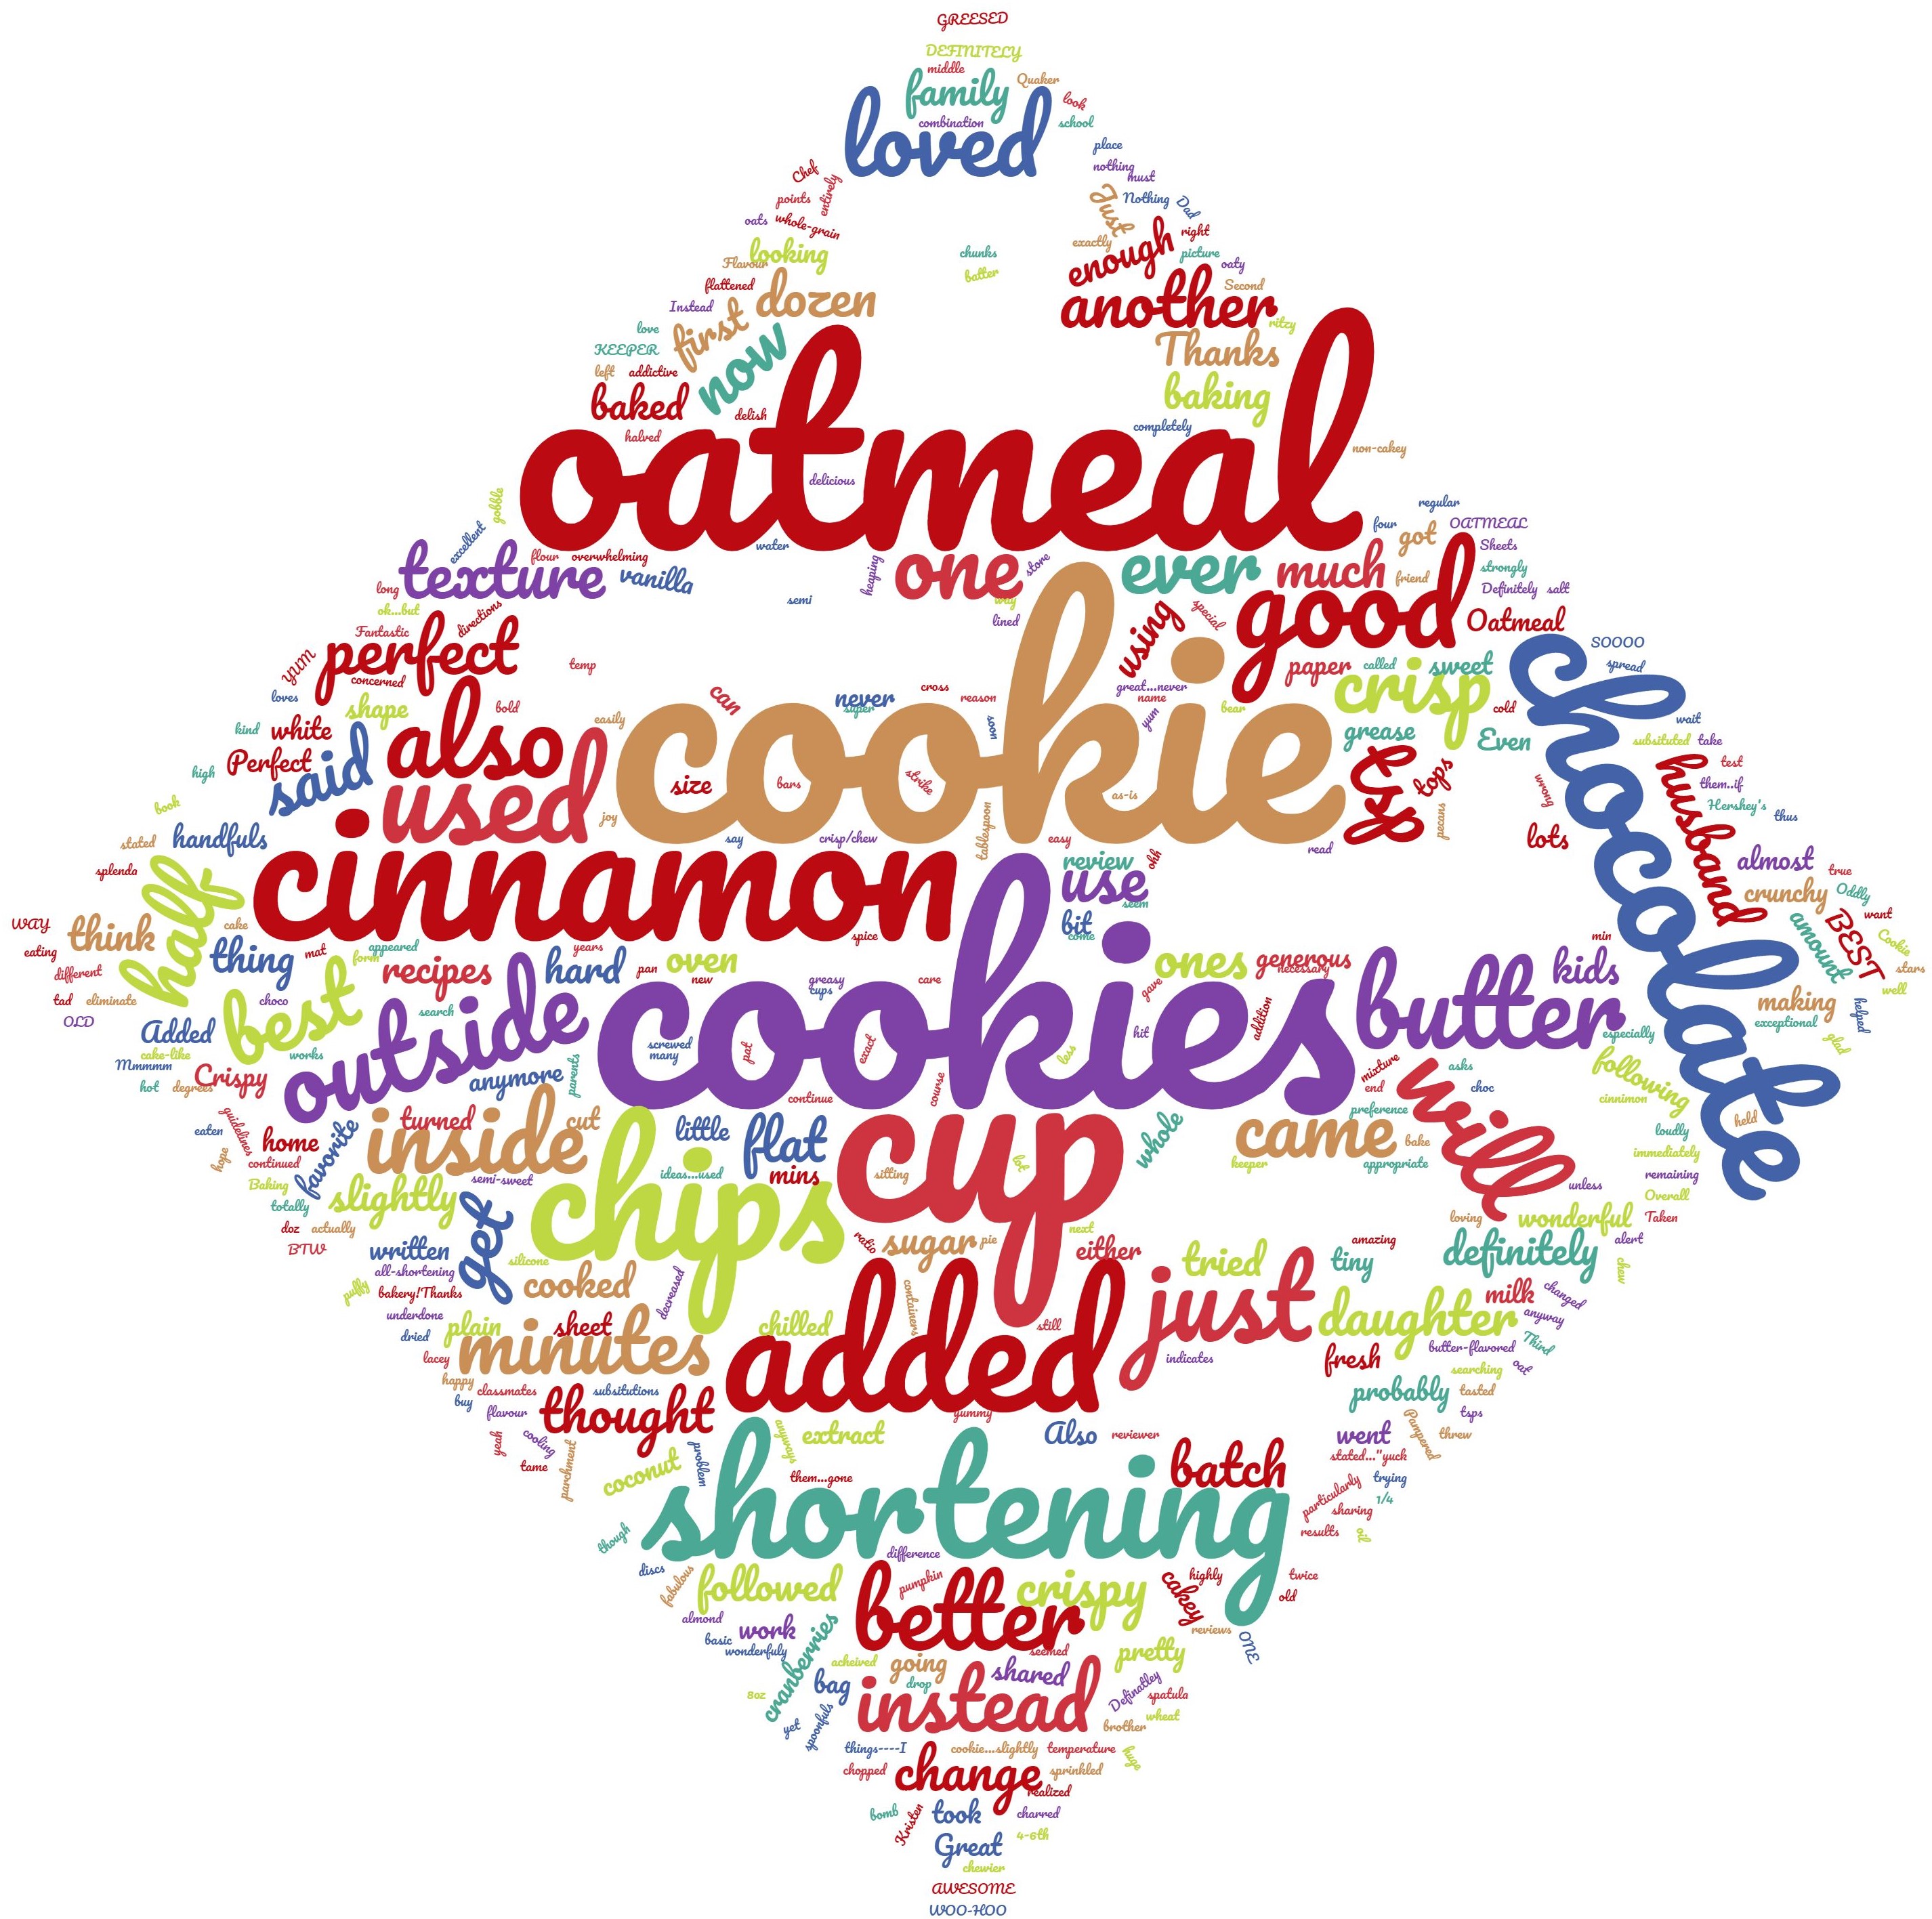 GREESED
DEFINITELY
middle
family
Quaker
look
combination
school
loved
place
nothing
must
Chef
entirely
points
Just
Nothing
Dad
oats
whole-grain
right
looking
exactly
enough
picture
chunks
Flavour
oaty
batter
flattened
dozen
another
Second
Instead
first
ritzy
love
now
KEEPER
Thanks
left
addictive
baked
baking
delish
completely
halved
oatmeal
non-cakey
delicious
gobble
regular
excellent
four
got
OATMEAL
water
Sheets
flour
overwhelming
texture
vanilla
heaping
one
store
ever
much
friend
strongly
long
semi
way
Definitely
salt
ok...but
directions
lined
using
special
good
Oatmeal
Fantastic
perfect
SOOOO
YUM
temp
paper
called
sweet
spread
concerned
loves
can
never
cross
reason
great...never
name
crisp
cold
shape
bold
super
soon
yum
bear
wait
kind
white
easily
cookie
grease
Even
subsituted
take
also
Perfect
said
high
size
bars
strike
tsp
tops
husband
test
chocolate
them..if
wrong
book
used
joy
as-is
Hershey's
thus
handfuls
tablespoon
pecans
stated
say
crisp/chew
easy
read
lots
cinnamon
review
ohh
almost
splenda
half
use
seem
true
crunchy
Oddly
WAY
think
cake
bit
come
amount
BEST
want
eating
spice
min
Cookie
thing
mat
appeared
years
form
different
recipes
hard
pan
oven
ones
generous
necessary
kids
stars
tad
eliminate
best
choco
new
greasy
cups
care
gave
butter
well
OLD
search
outside
cookies
addition
making
helped
Added
hit
especially
exceptional
cake-like
works
screwed
many
pat
exact
less
glad
Mmmmm
Crispy
anymore
parents
mixture
asks
following
hot
degrees
continue
course
end
choc
cinnimon
will
guidelines
turned
cut
little
flat
cup
whole
preference
held
eaten
home
favorite
inside
came
bake
loudly
hope
continued
keeper
appropriate
immediately
Baking
semi-sweet
ideas...used
mins
sitting
lot
unless
remaining
totally
slightly
chips
Overall
get
loving
wonderful
Taken
doz
actually
next
BTW
written
silicone
ratio
sugar
pie
either
tried
amazing
tiny
definitely
alert
all-shortening
cooked
decreased
chew
puffy
bakery!Thanks
containers
just
milk
changed
underdone
plain
sheet
chilled
added
still
daughter
anyway
dried
minutes
Third
lacey
indicates
fresh
butter-flavored
oat
happy
classmates
subsitutions
searching
buy
probably
tasted
flavour
thought
yummy
tsps
yeah
cooling
anyways
extract
Also
reviewer
went
Pampered
threw
tame
parchment
coconut
problem
them...gone
batch
stated..."yuck
trying
shortening
particularly
sharing
1/4
though
results
oil
difference
discs
fabulous
followed
pumpkin
better
crispy
cakey
highly
twice
old
almond
work
reviews
basic
wonderfuly
cranberries
seemed
pretty
ONE
acheived
going
shared
8oz
bag
drop
Definatley
spatula
yet
spoonfuls
instead
brother
wheat
things----I
cookie...slightly
temperature
huge
chopped
change
sprinkled
realized
bomb
Kristen
took
charred
Great
4-6th
chewier
AWESOME
WOO-HOO